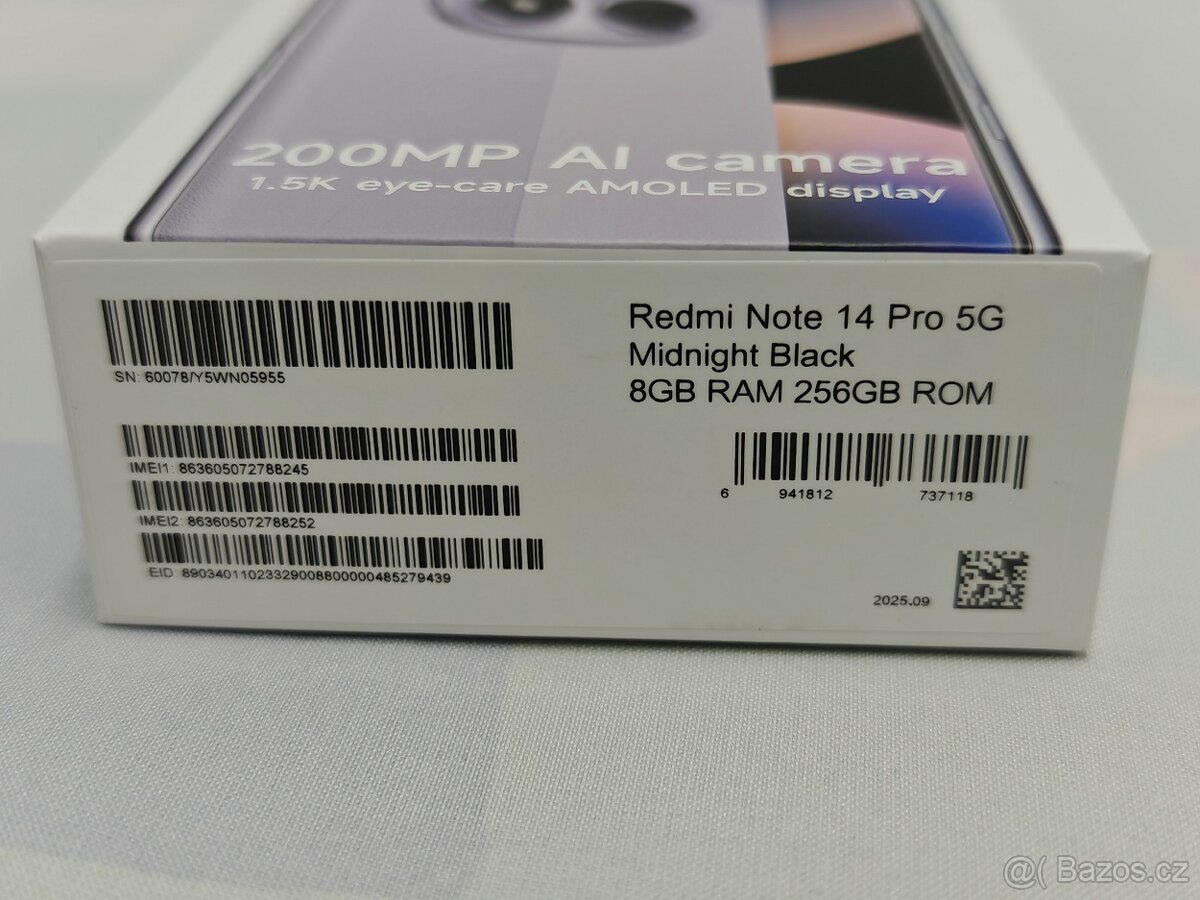 200MP AI camera
1.5K eye-care AMOLED display
SN: 60078/Y5WN05955
IMEI1: 863605072788245
IMEI2: 863605072788252
EID: 89034011023329008800000485279439
Redmi Note 14 Pro 5G
Midnight Black
8GB RAM 256GB ROM
6 941812 737118
2025.09
@( Bazos.cz